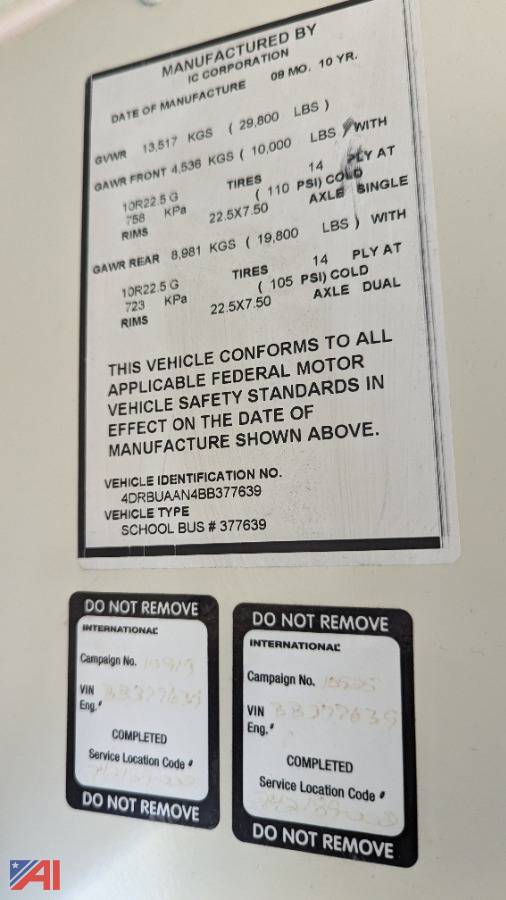 MANUFACTURED BY
IC CORPORATION
DATE OF MANUFACTURE 09 MO. 10 YR.
GVWR 13,517 KGS ( 29,800 LBS )
GAWR FRONT 4,536 KGS ( 10,000 LBS ) WITH
10R22.5 G TIRES 14 PLY AT
758 KPa ( 110 PSI) COLD
RIMS 22.5X7.50 AXLE SINGLE
GAWR REAR 8,981 KGS ( 19,800 LBS ) WITH
10R22.5 G TIRES 14 PLY AT
723 KPa ( 105 PSI) COLD
RIMS 22.5X7.50 AXLE DUAL
THIS VEHICLE CONFORMS TO ALL
APPLICABLE FEDERAL MOTOR
VEHICLE SAFETY STANDARDS IN
EFFECT ON THE DATE OF
MANUFACTURE SHOWN ABOVE.
VEHICLE IDENTIFICATION NO.
4DRBUAAN4BB377639
VEHICLE TYPE
SCHOOL BUS # 377639
DO NOT REMOVE
INTERNATIONAL
Campaign No.
VIN BB377639
Eng.#
COMPLETED
Service Location Code #
DO NOT REMOVE
DO NOT REMOVE
INTERNATIONAL
Campaign No.
VIN BB377639
Eng.#
COMPLETED
Service Location Code #
DO NOT REMOVE
AI